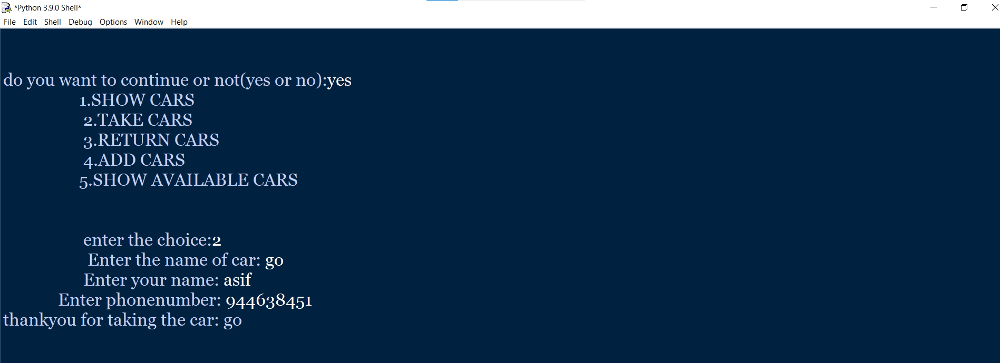 *Python 3.9.0 Shell*
File Edit Shell Debug Options Window Help
do you want to continue or not(yes or no):yes
1.SHOW CARS
2.TAKE CARS
3.RETURN CARS
4.ADD CARS
5.SHOW AVAILABLE CARS
enter the choice:2
Enter the name of car: go
Enter your name: asif
Enter phonenumber: 944638451
thankyou for taking the car: go